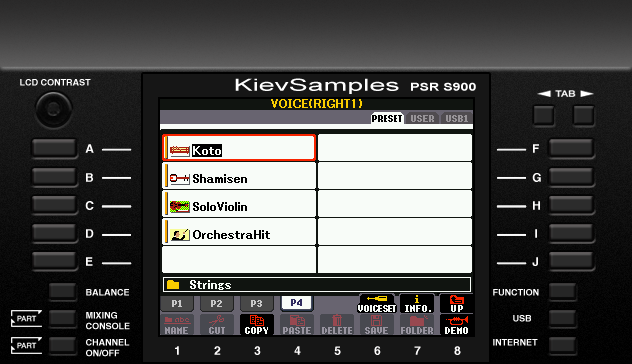 LCD CONTRAST
KievSamples PSR S900
◄ TAB ►
VOICE(RIGHT1)
PRESET USER USB1
A
B
C
D
E
Koto
Shamisen
SoloViolin
OrchestraHit
Strings
F
G
H
I
J
BALANCE
PART MIXING CONSOLE
PART CHANNEL ON/OFF
P1 P2 P3 P4 VOICESET INFO. UP
NAME CUT COPY PASTE DELETE SAVE FOLDER DEMO
1 2 3 4 5 6 7 8
FUNCTION
USB
INTERNET